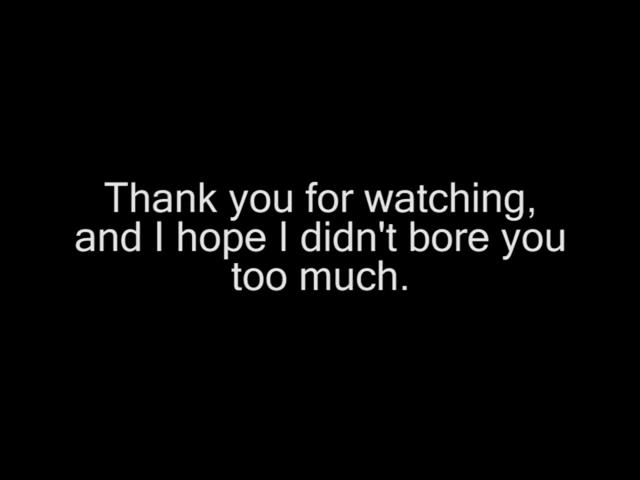 Thank you for watching,
and I hope I didn't bore you
too much.